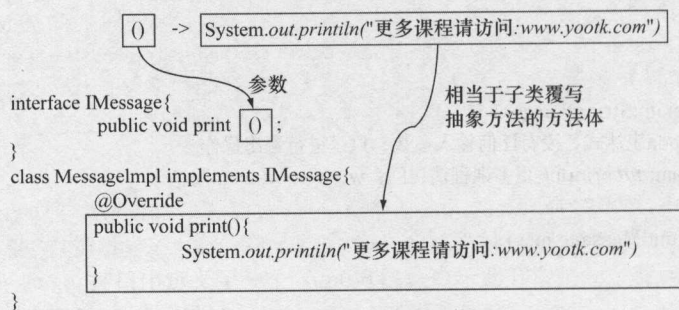 () -> System.out.printiln("更多课程请访问:www.yootk.com")
参数
interface IMessage{
public void print () ;
}
相当于子类覆写
抽象方法的方法体
class MessageImpl implements IMessage{
@Override
public void print(){
System.out.printiln("更多课程请访问:www.yootk.com")
}
}